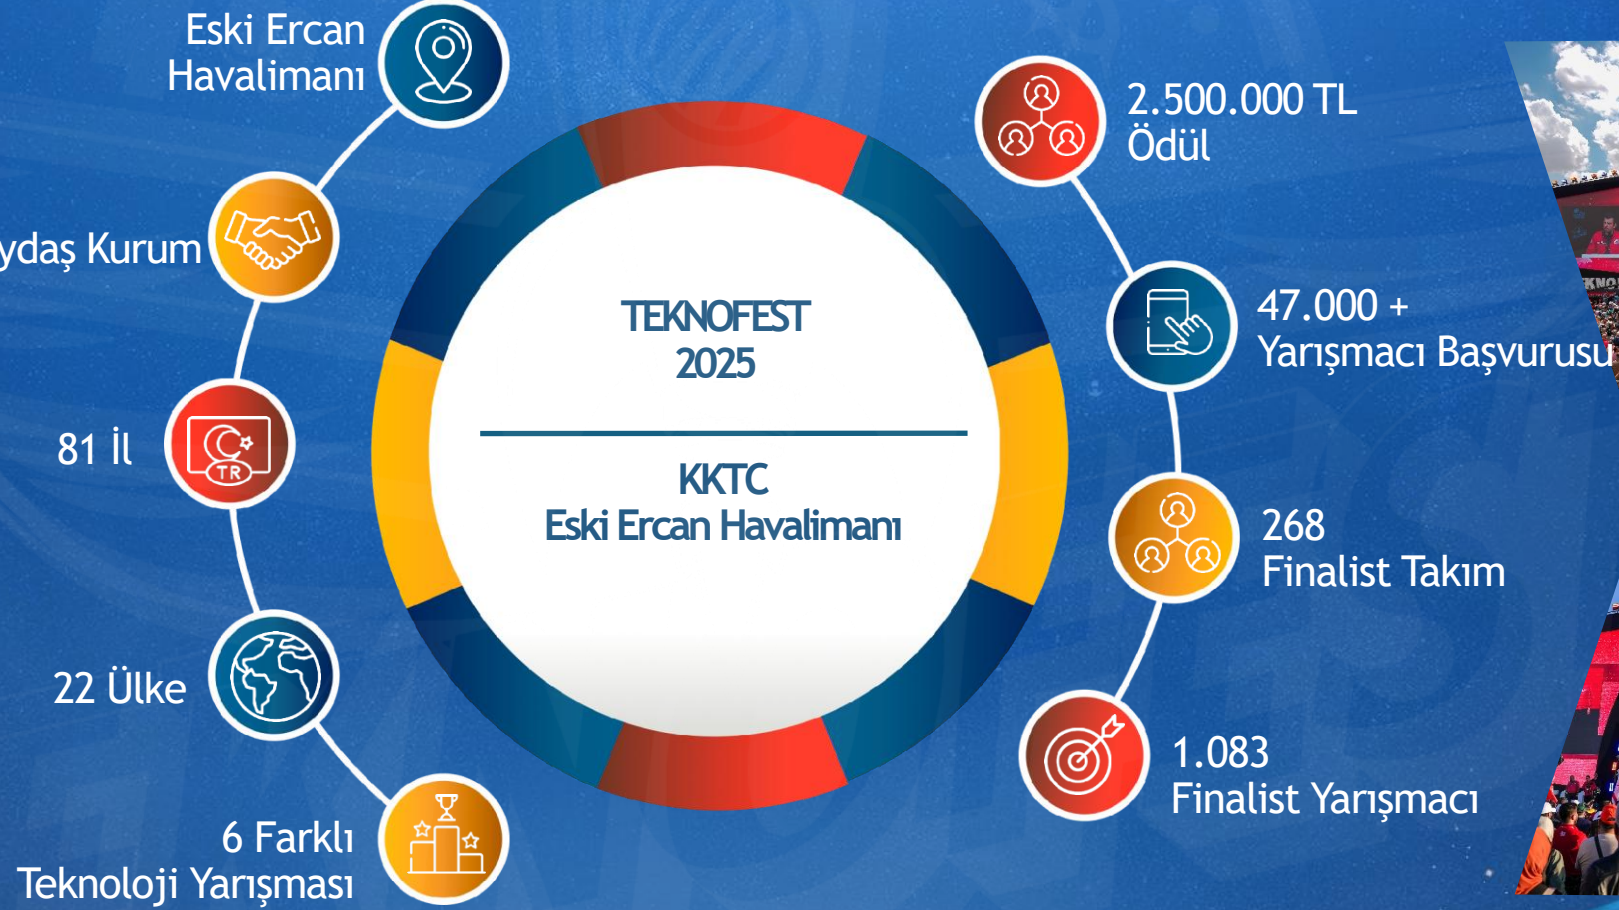 Eski Ercan
Havalimanı
Kurum
81 İl
TR
22 Ülke
6 Farklı
Teknoloji Yarışması
TEKNOFEST
2025
KKTC
Eski Ercan Havalimanı
2.500.000 TL
Ödül
47.000 +
Yarışmacı Başvurusu
268
Finalist Takım
1.083
Finalist Yarışmacı